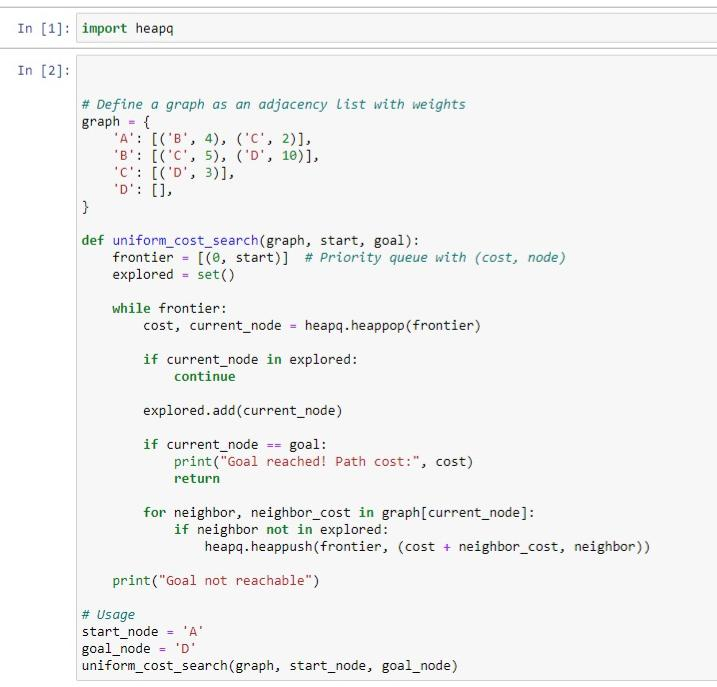 In [1]: import heapq
In [2]:
# Define a graph as an adjacency list with weights
graph = {
    'A': [('B', 4), ('C', 2)],
    'B': [('C', 5), ('D', 10)],
    'C': [('D', 3)],
    'D': [],
}
def uniform_cost_search(graph, start, goal):
    frontier = [(0, start)]  # Priority queue with (cost, node)
    explored = set()
    while frontier:
        cost, current_node = heapq.heappop(frontier)
        if current_node in explored:
            continue
        explored.add(current_node)
        if current_node == goal:
            print("Goal reached! Path cost:", cost)
            return
        for neighbor, neighbor_cost in graph[current_node]:
            if neighbor not in explored:
                heapq.heappush(frontier, (cost + neighbor_cost, neighbor))
    print("Goal not reachable")
# Usage
start_node = 'A'
goal_node = 'D'
uniform_cost_search(graph, start_node, goal_node)